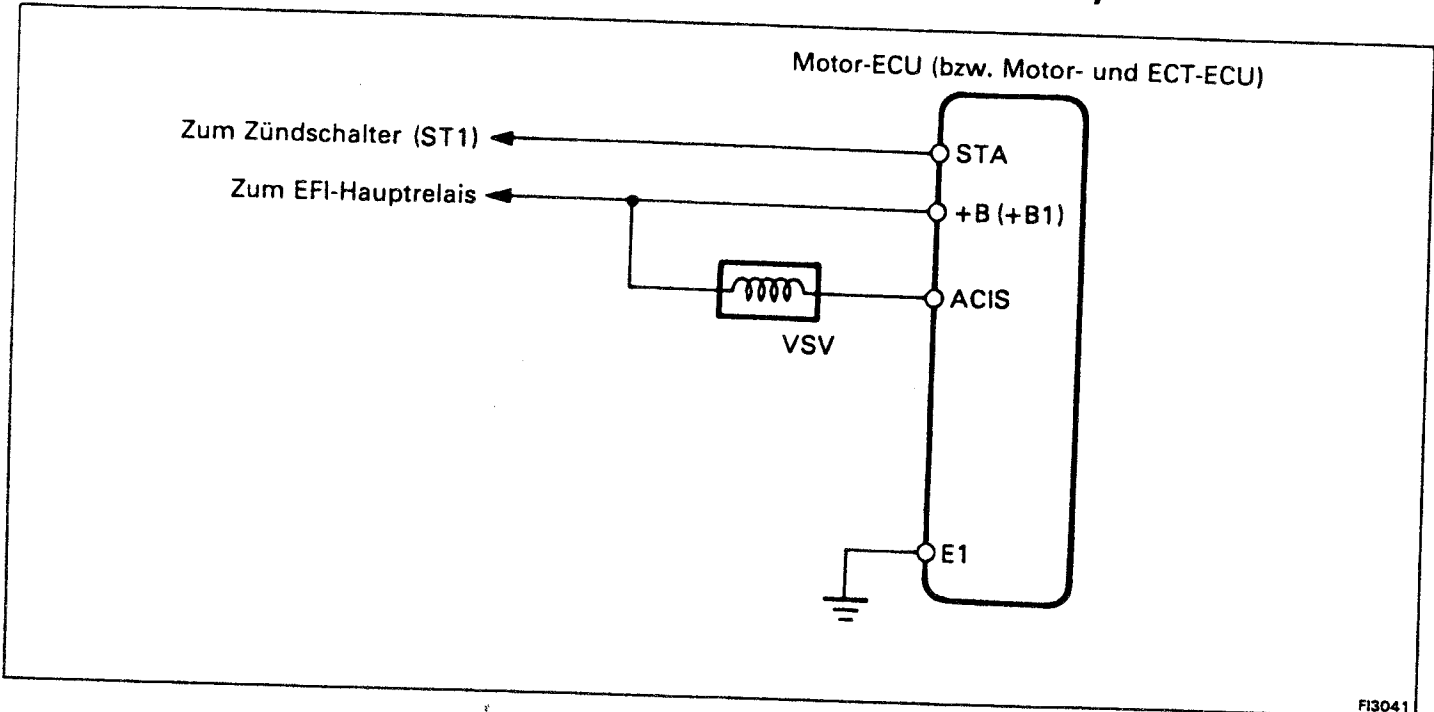 Motor-ECU (bzw. Motor- und ECT-ECU)
Zum Zündschalter (ST1)
STA
Zum EFI-Hauptrelais
+B (+B1)
ACIS
VSV
E1
FI3041